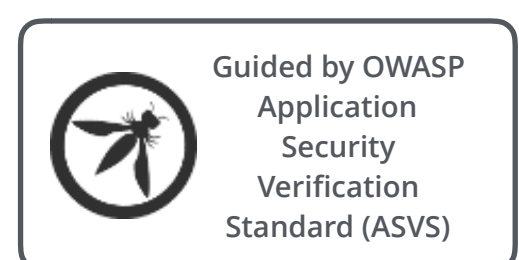 Guided by OWASP
Application
Security
Verification
Standard (ASVS)